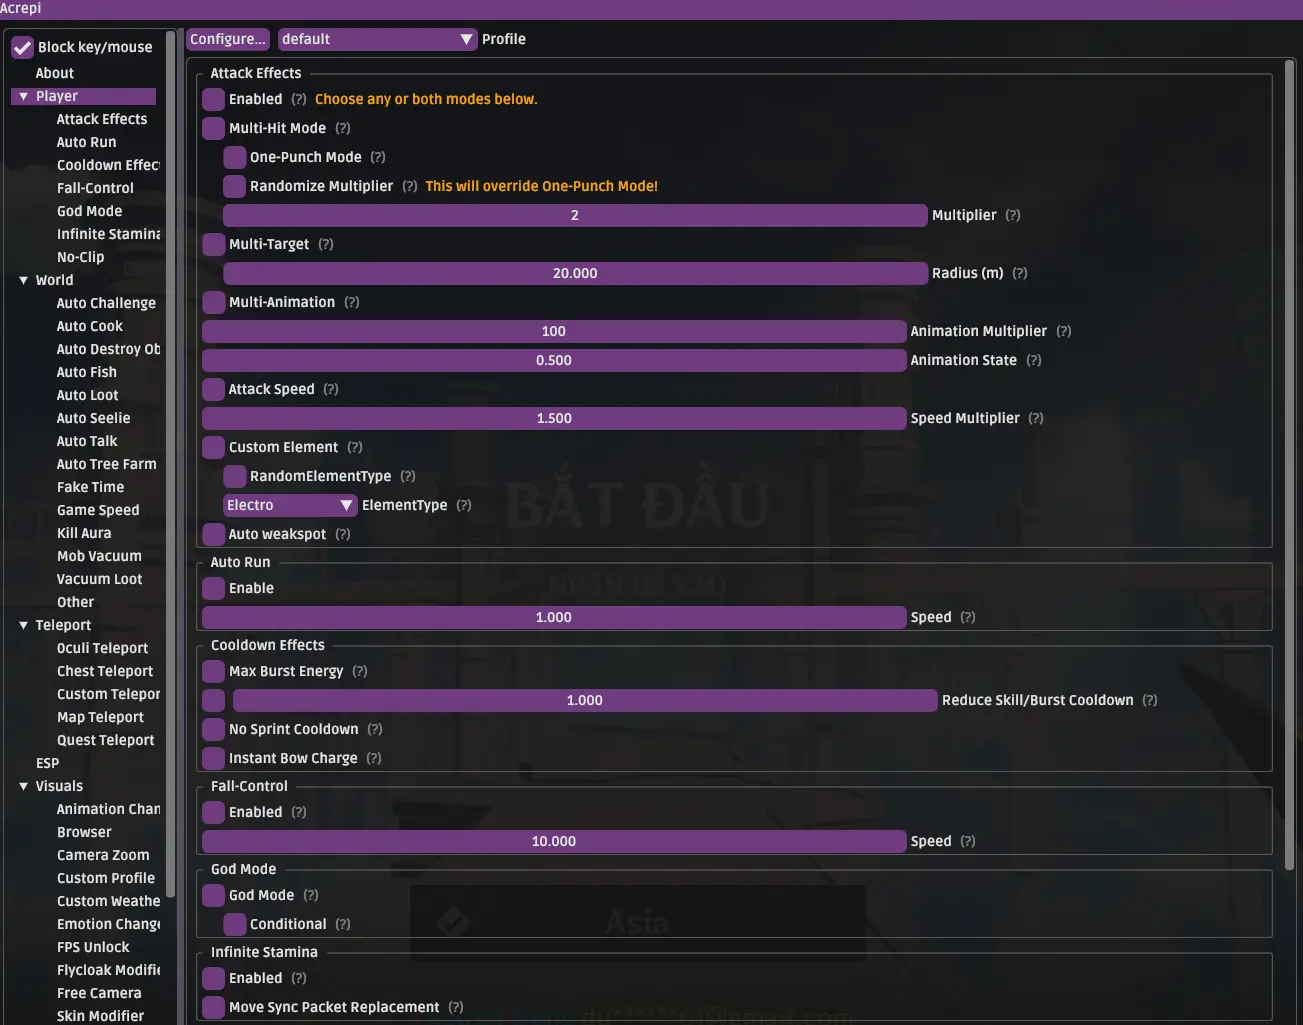 Acrepi
Block key/mouse
About
▼ Player
Attack Effects
Auto Run
Cooldown Effec
Fall-Control
God Mode
Infinite Stamina
No-Clip
▼ World
Auto Challenge
Auto Cook
Auto Destroy Ob
Auto Fish
Auto Loot
Auto Seelie
Auto Talk
Auto Tree Farm
Fake Time
Game Speed
Kill Aura
Mob Vacuum
Vacuum Loot
Other
▼ Teleport
Oculi Teleport
Chest Teleport
Custom Telepor
Map Teleport
Quest Teleport
ESP
▼ Visuals
Animation Chan
Browser
Camera Zoom
Custom Profile
Custom Weathe
Emotion Change
FPS Unlock
Flycloak Modifie
Free Camera
Skin Modifier
Configure... default ▼ Profile
Attack Effects
Enabled (?) Choose any or both modes below.
Multi-Hit Mode (?)
One-Punch Mode (?)
Randomize Multiplier (?) This will override One-Punch Mode!
2 Multiplier (?)
Multi-Target (?)
20.000 Radius (m) (?)
Multi-Animation (?)
100 Animation Multiplier (?)
0.500 Animation State (?)
Attack Speed (?)
1.500 Speed Multiplier (?)
Custom Element (?)
RandomElementType (?)
BẮT ĐẦU
Electro ▼ ElementType (?)
Auto weakspot (?)
Auto Run
NHẤN ĐỂ VÀO
Enable
1.000 Speed (?)
Cooldown Effects
Max Burst Energy (?)
1.000 Reduce Skill/Burst Cooldown (?)
No Sprint Cooldown (?)
Instant Bow Charge (?)
Fall-Control
Enabled (?)
10.000 Speed (?)
God Mode
God Mode (?)
Conditional (?)
Asia
Infinite Stamina
Enabled (?)
Move Sync Packet Replacement (?)